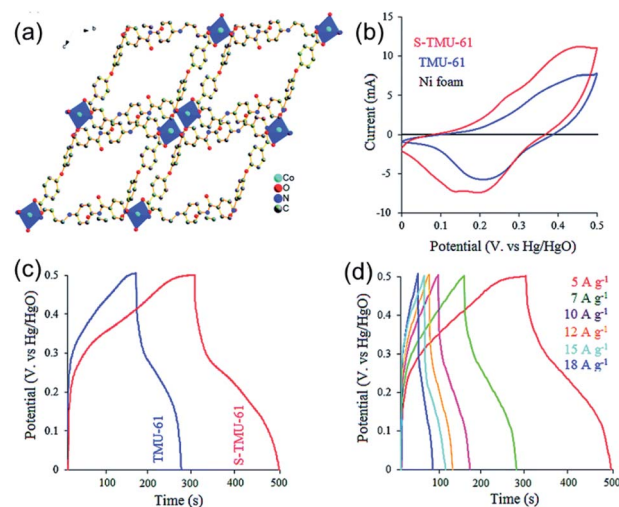 (a)
Co
O
N
C
(b)
S-TMU-61
TMU-61
Ni foam
Current (mA)
15
10
5
0
-5
-10
0
0.1
0.2
0.3
0.4
0.5
Potential (V. vs Hg/HgO)
(c)
Potential (V. vs Hg/HgO)
0.5
0.4
0.3
0.2
0.1
0
TMU-61
S-TMU-61
100 200 300 400 500
Time (s)
(d)
Potential (V. vs Hg/HgO)
0.5
0.4
0.3
0.2
0.1
0
5 A g⁻¹
7 A g⁻¹
10 A g⁻¹
12 A g⁻¹
15 A g⁻¹
18 A g⁻¹
100 200 300 400 500
Time (s)